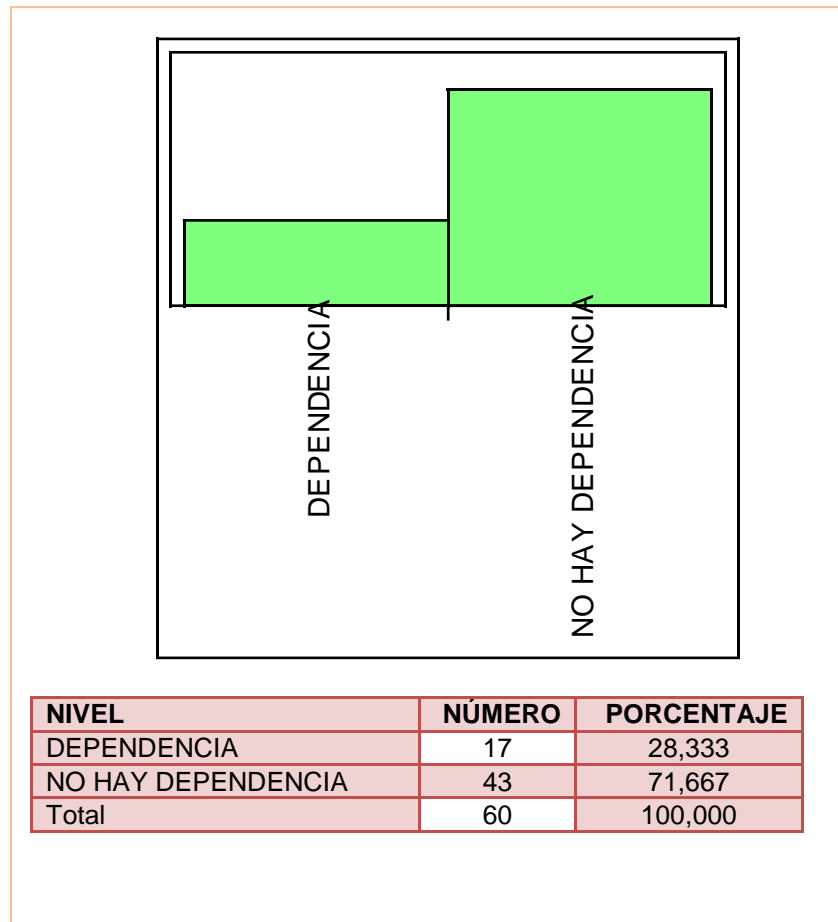 DEPENDENCIA
NO HAY DEPENDENCIA
NIVEL NÚMERO PORCENTAJE
DEPENDENCIA 17 28,333
NO HAY DEPENDENCIA 43 71,667
Total 60 100,000